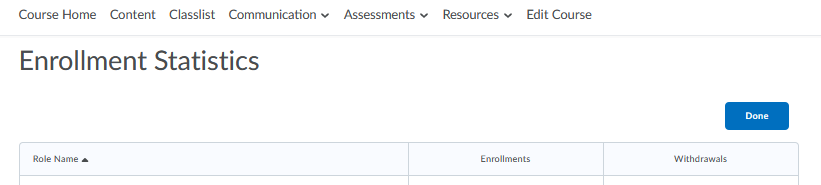 Course Home Content Classlist Communication Assessments Resources Edit Course
Enrollment Statistics
Done
Role Name Enrollments Withdrawals